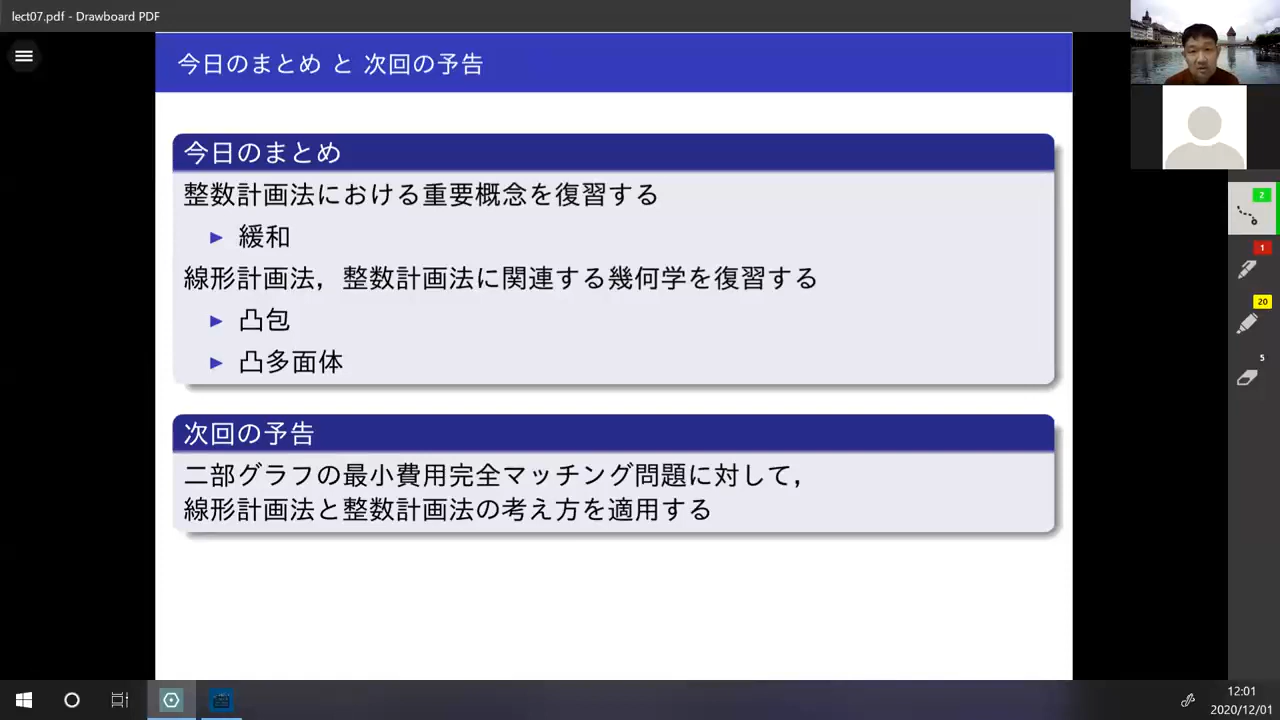 lect07.pdf - Drawboard PDF
今日のまとめ と 次回の予告
今日のまとめ
整数計画法における重要概念を復習する
▶ 緩和
線形計画法，整数計画法に関連する幾何学を復習する
▶ 凸包
▶ 凸多面体
次回の予告
二部グラフの最小費用完全マッチング問題に対して，
線形計画法と整数計画法の考え方を適用する
2
1
20
5
12:01
2020/12/01